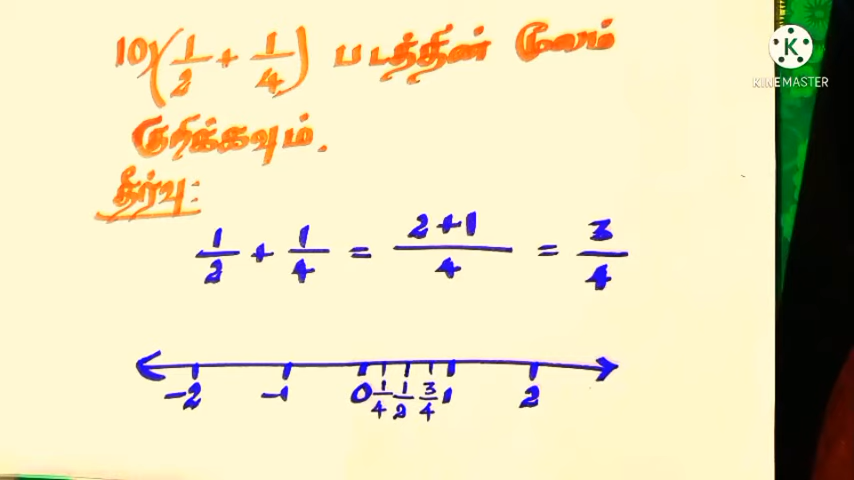 10) (1/2 + 1/4) படத்தின் மூலம்
குறிக்கவும்.
தீர்வு:
1/2 + 1/4 = 2+1/4 = 3/4
-2 -1 0 1/4 1/2 3/4 1 2
K
KINEMASTER